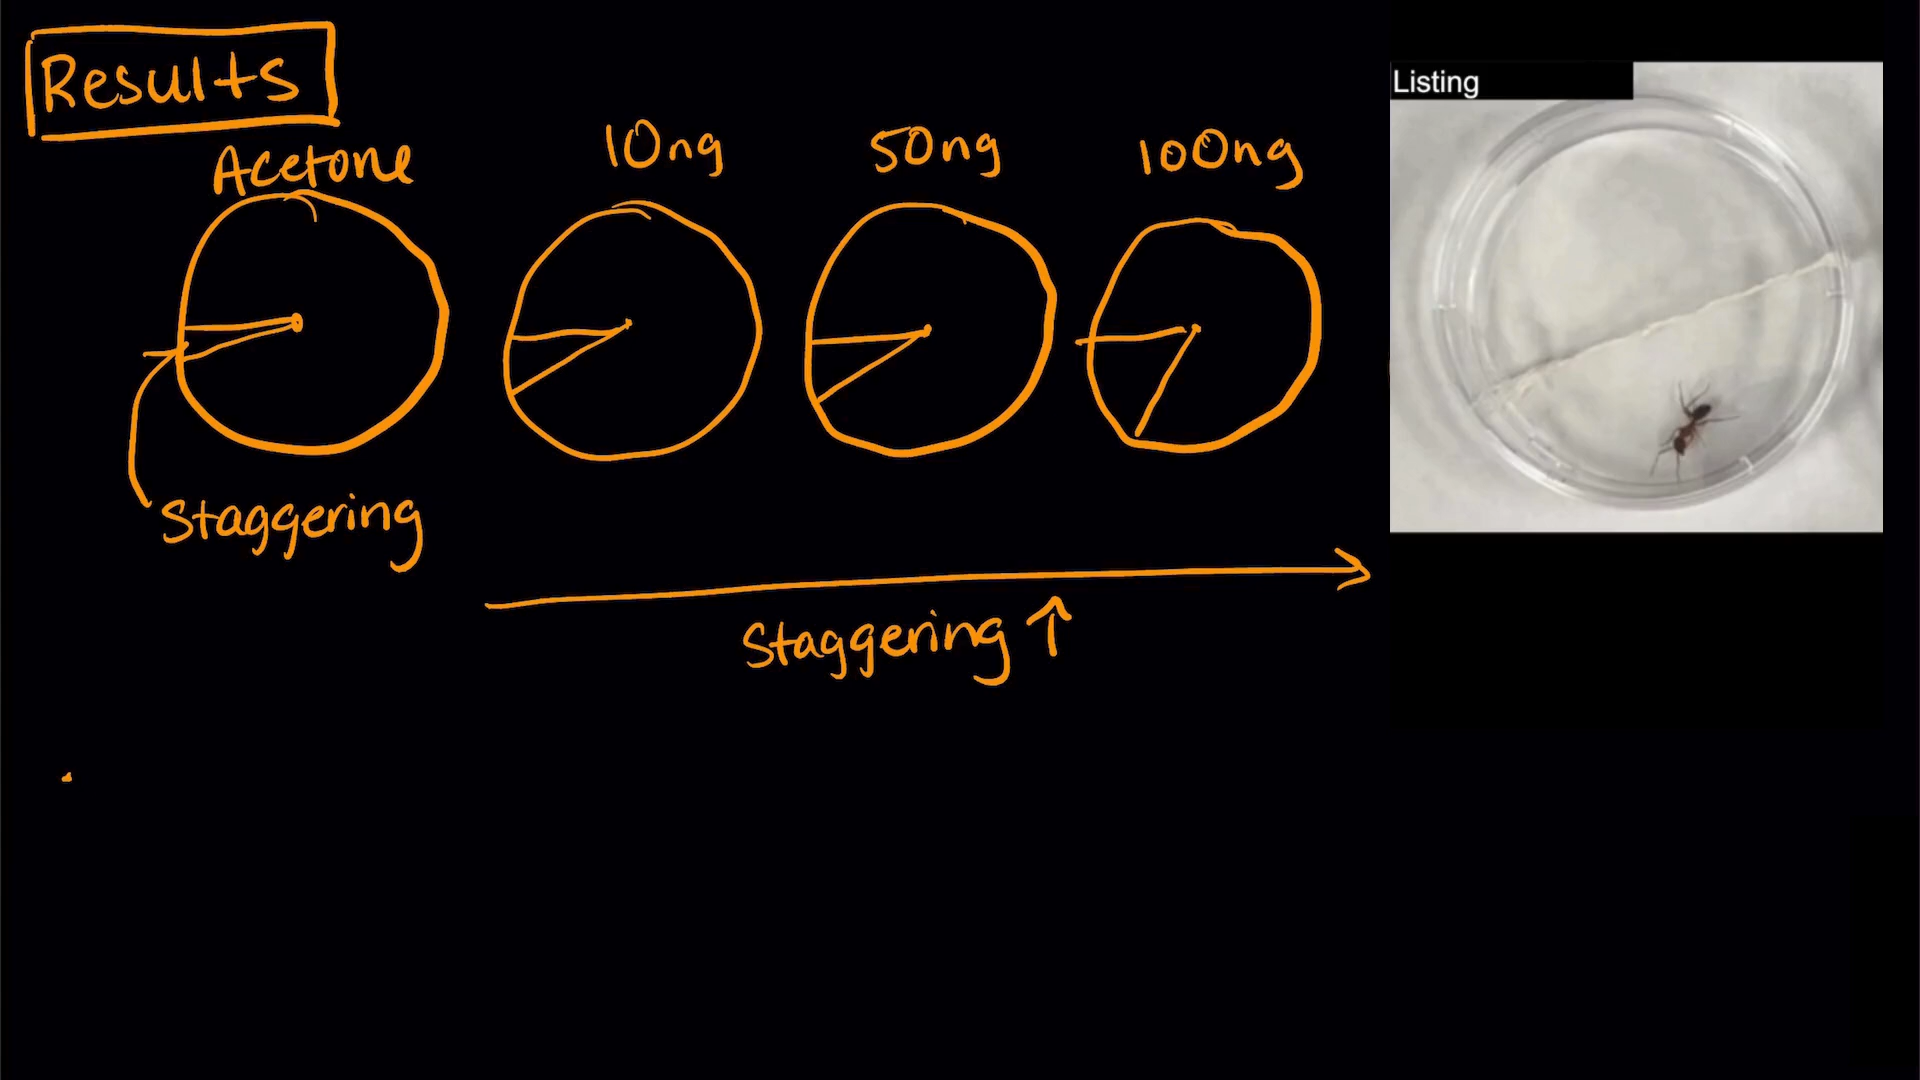 Results
Acetone
10ng
50ng
100ng
Listing
Staggering
Staggering ↑